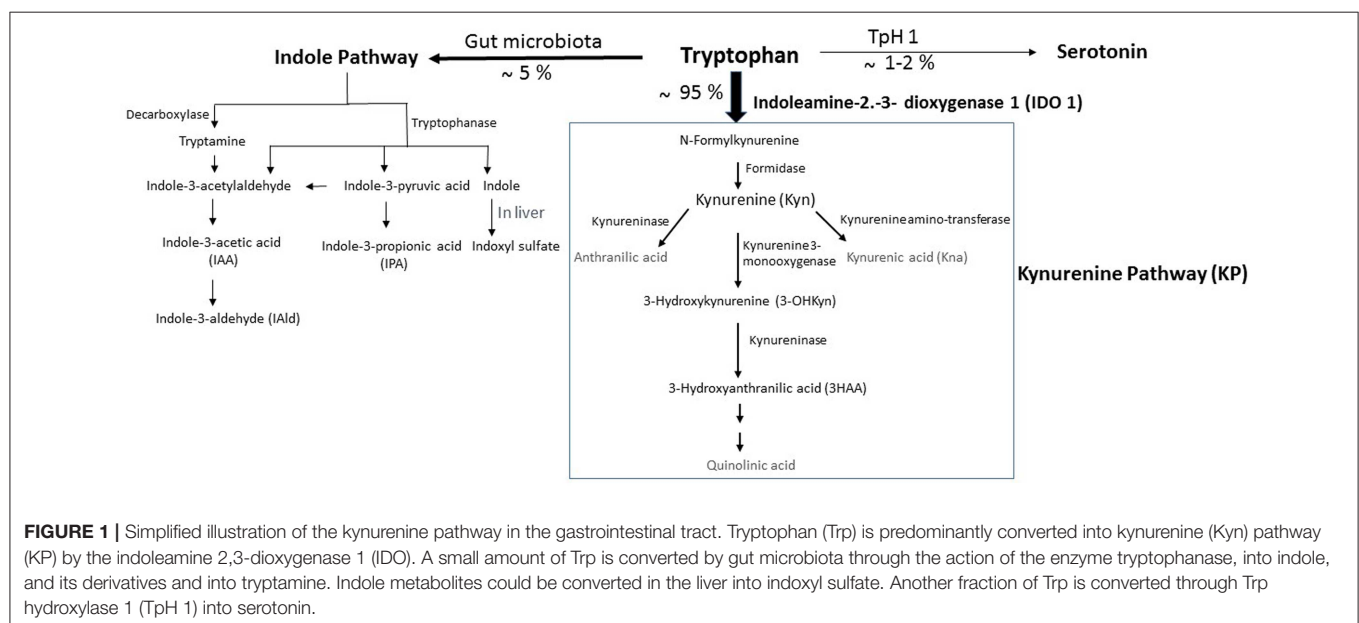 Gut microbiota
TpH 1
Indole Pathway
Tryptophan
Serotonin
~ 5 %
~ 1-2 %
~ 95 %
Indoleamine-2.-3- dioxygenase 1 (IDO 1)
Decarboxylase
Tryptophanase
Tryptamine
Indole-3-acetylaldehyde
Indole-3-pyruvic acid
Indole
In liver
Indole-3-acetic acid
(IAA)
Indole-3-propionic acid
(IPA)
Indoxyl sulfate
Indole-3-aldehyde (IAld)
N-Formylkynurenine
Formidase
Kynurenine (Kyn)
Kynureninase
Kynurenine amino-transferase
Anthranilic acid
Kynurenine 3-
monooxygenase
Kynurenic acid (Kna)
Kynurenine Pathway (KP)
3-Hydroxykynurenine (3-OHKyn)
Kynureninase
3-Hydroxyanthranilic acid (3HAA)
Quinolinic acid
FIGURE 1 | Simplified illustration of the kynurenine pathway in the gastrointestinal tract. Tryptophan (Trp) is predominantly converted into kynurenine (Kyn) pathway
(KP) by the indoleamine 2,3-dioxygenase 1 (IDO). A small amount of Trp is converted by gut microbiota through the action of the enzyme tryptophanase, into indole,
and its derivatives and into tryptamine. Indole metabolites could be converted in the liver into indoxyl sulfate. Another fraction of Trp is converted through Trp
hydroxylase 1 (TpH 1) into serotonin.